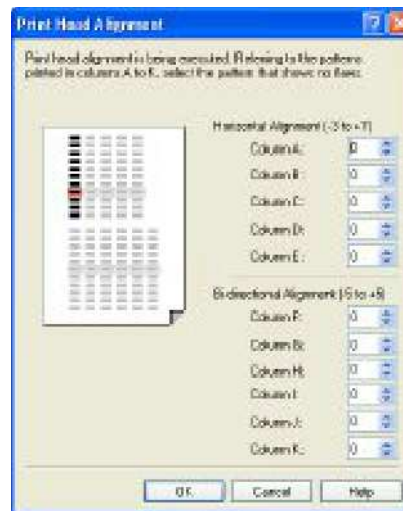 Print Head Alignment
Print head alignment is being executed. Referring to the patterns
printed in columns A to K, select the pattern that shows no flaws.
Horizontal Alignment (-3 to +7)
Column A: 0
Column B: 0
Column C: 0
Column D: 0
Column E: 0
Bi-directional Alignment (-5 to +5)
Column F: 0
Column G: 0
Column H: 0
Column I: 0
Column J: 0
Column K: 0
OK Cancel Help